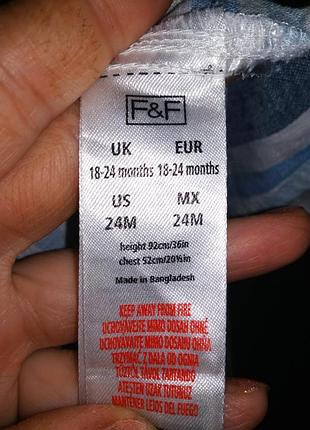 F&F
UK EUR
18-24 months 18-24 months
US MX
24M 24M
height 92cm/36in
chest 52cm/20½in
Made in Bangladesh
KEEP AWAY FROM FIRE
UCHOVÁVEJTE MIMO DOSAH OHNĚ
UCHOVÁVAJTE MIMO DOSAHU OHŇA
TRZYMAĆ Z DALA OD OGNIA
TŰZTŐL TÁVOL TARTANDÓ
ATEŞTEN UZAK TUTUNUZ
MANTENER LEJOS DEL FUEGO